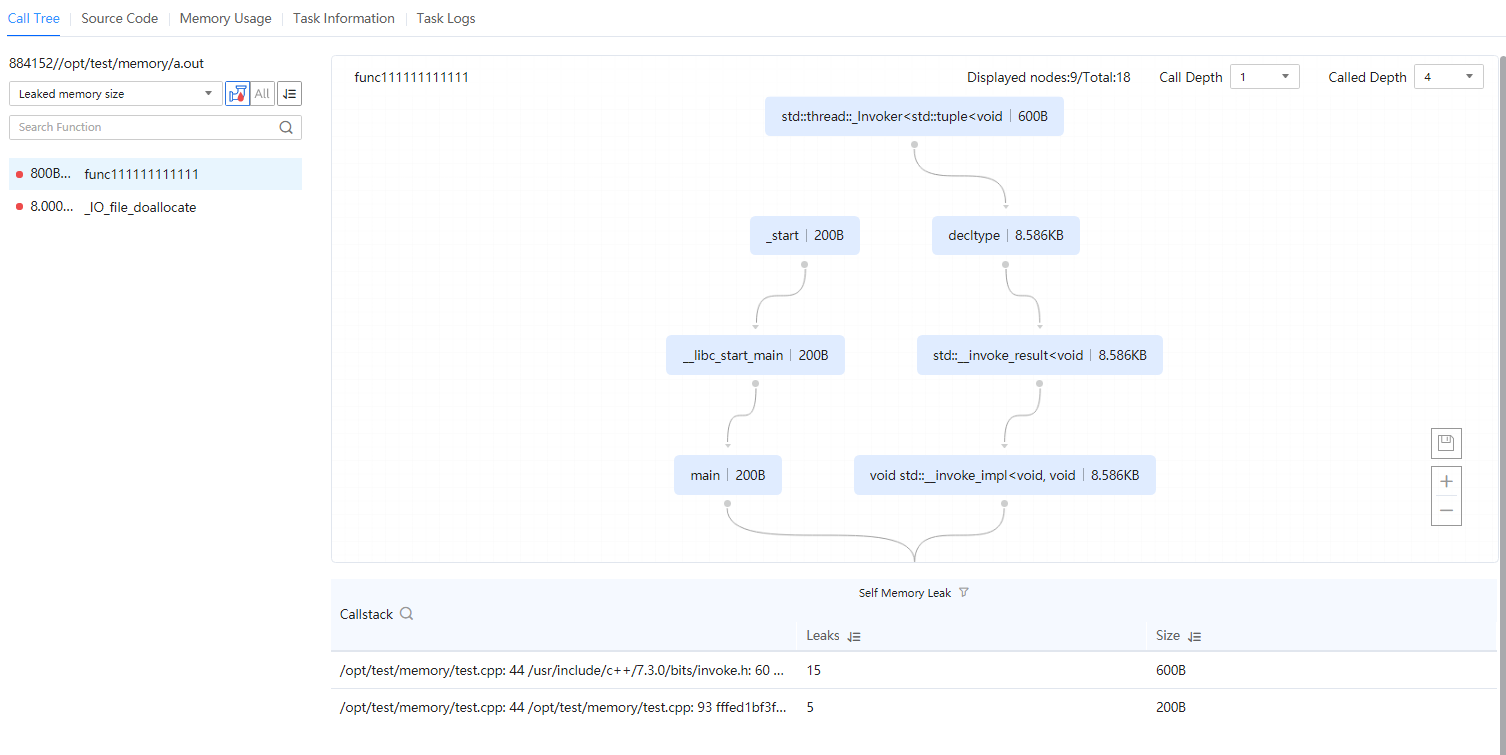 Call Tree Source Code Memory Usage Task Information Task Logs
884152//opt/test/memory/a.out
Leaked memory size All
Search Function
800B... func111111111111
8.000... _IO_file_doallocate
func111111111111 Displayed nodes:9/Total:18 Call Depth 1 Called Depth 4
std::thread::_Invoker<std::tuple<void 600B
_start 200B decltype 8.586KB
__libc_start_main 200B std::__invoke_result<void 8.586KB
main 200B void std::__invoke_impl<void, void 8.586KB
Self Memory Leak
Callstack
Leaks Size
/opt/test/memory/test.cpp: 44 /usr/include/c++/7.3.0/bits/invoke.h: 60 ... 15 600B
/opt/test/memory/test.cpp: 44 /opt/test/memory/test.cpp: 93 fffed1bf3f... 5 200B